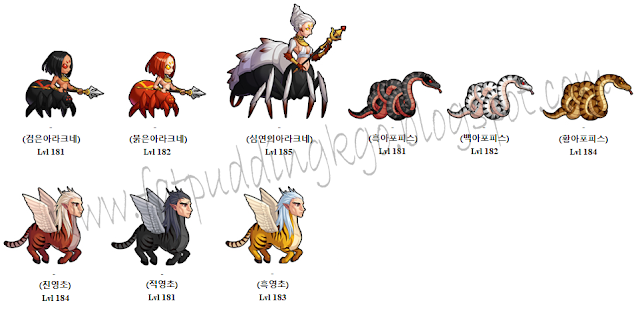 (검은아라크네)
Lvl 181
(붉은아라크네)
Lvl 182
(심연의아라크네)
Lvl 185
(흑아포피스)
Lvl 181
(백아포피스)
Lvl 182
(황아포피스)
Lvl 184
(진영초)
Lvl 184
(적영초)
Lvl 181
(흑영초)
Lvl 183
www.fatpuddingkgo.blogspot.com